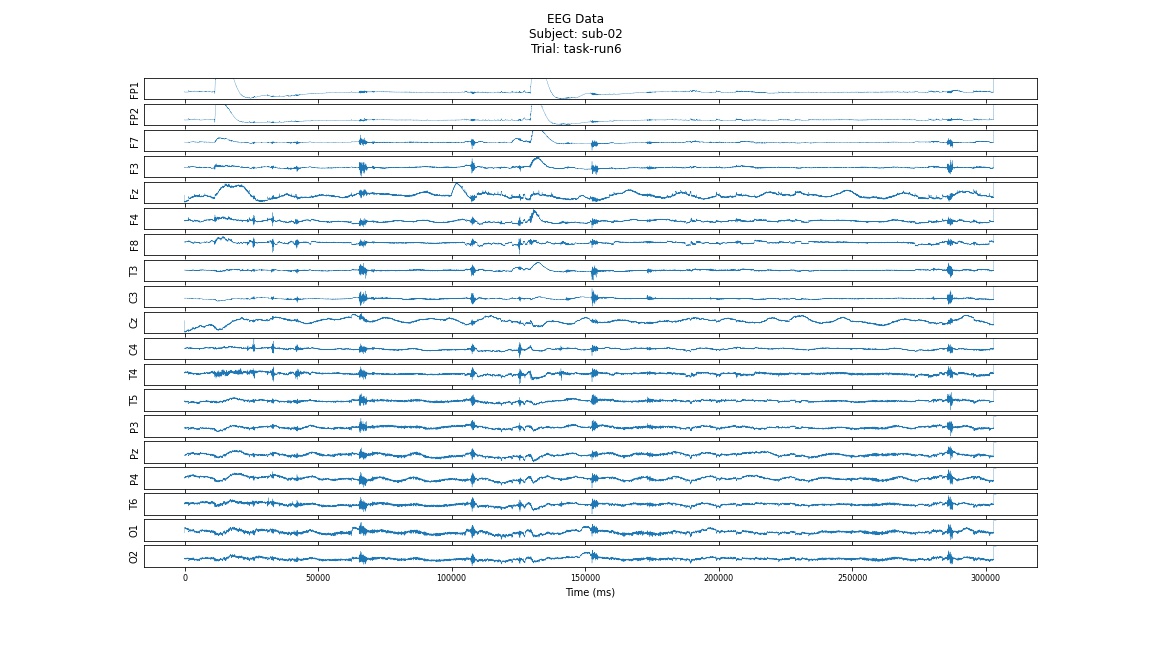 EEG Data
Subject: sub-02
Trial: task-run6
FP1
FP2
F7
F3
Fz
F4
F8
T3
C3
Cz
C4
T4
T5
P3
Pz
P4
T6
O1
O2
0 50000 100000 150000 200000 250000 300000
Time (ms)